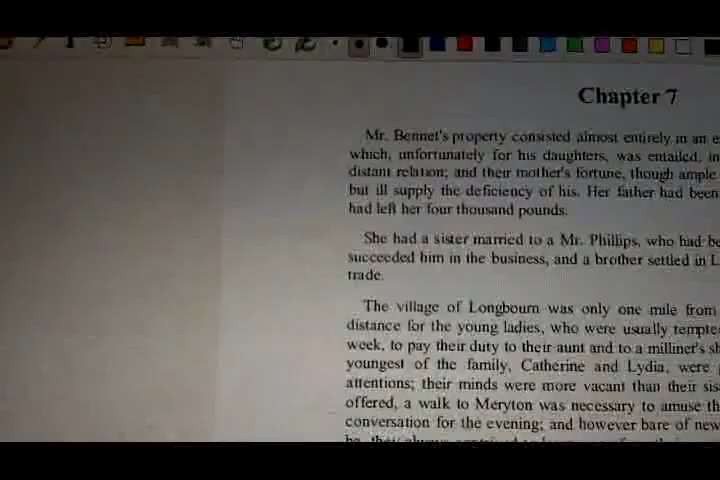 Chapter 7
Mr. Bennet's property consisted almost entirely in an e
which, unfortunately for his daughters, was entailed, in
distant relation; and their mother's fortune, though ample
but ill supply the deficiency of his. Her father had been
had left her four thousand pounds.
She had a sister married to a Mr. Phillips, who had be
succeeded him in the business, and a brother settled in L
trade.
The village of Longbourn was only one mile from
distance for the young ladies, who were usually tempte
week, to pay their duty to their aunt and to a milliner's sh
youngest of the family, Catherine and Lydia, were
attentions; their minds were more vacant than their sis
offered, a walk to Meryton was necessary to amuse th
conversation for the evening; and however bare of new